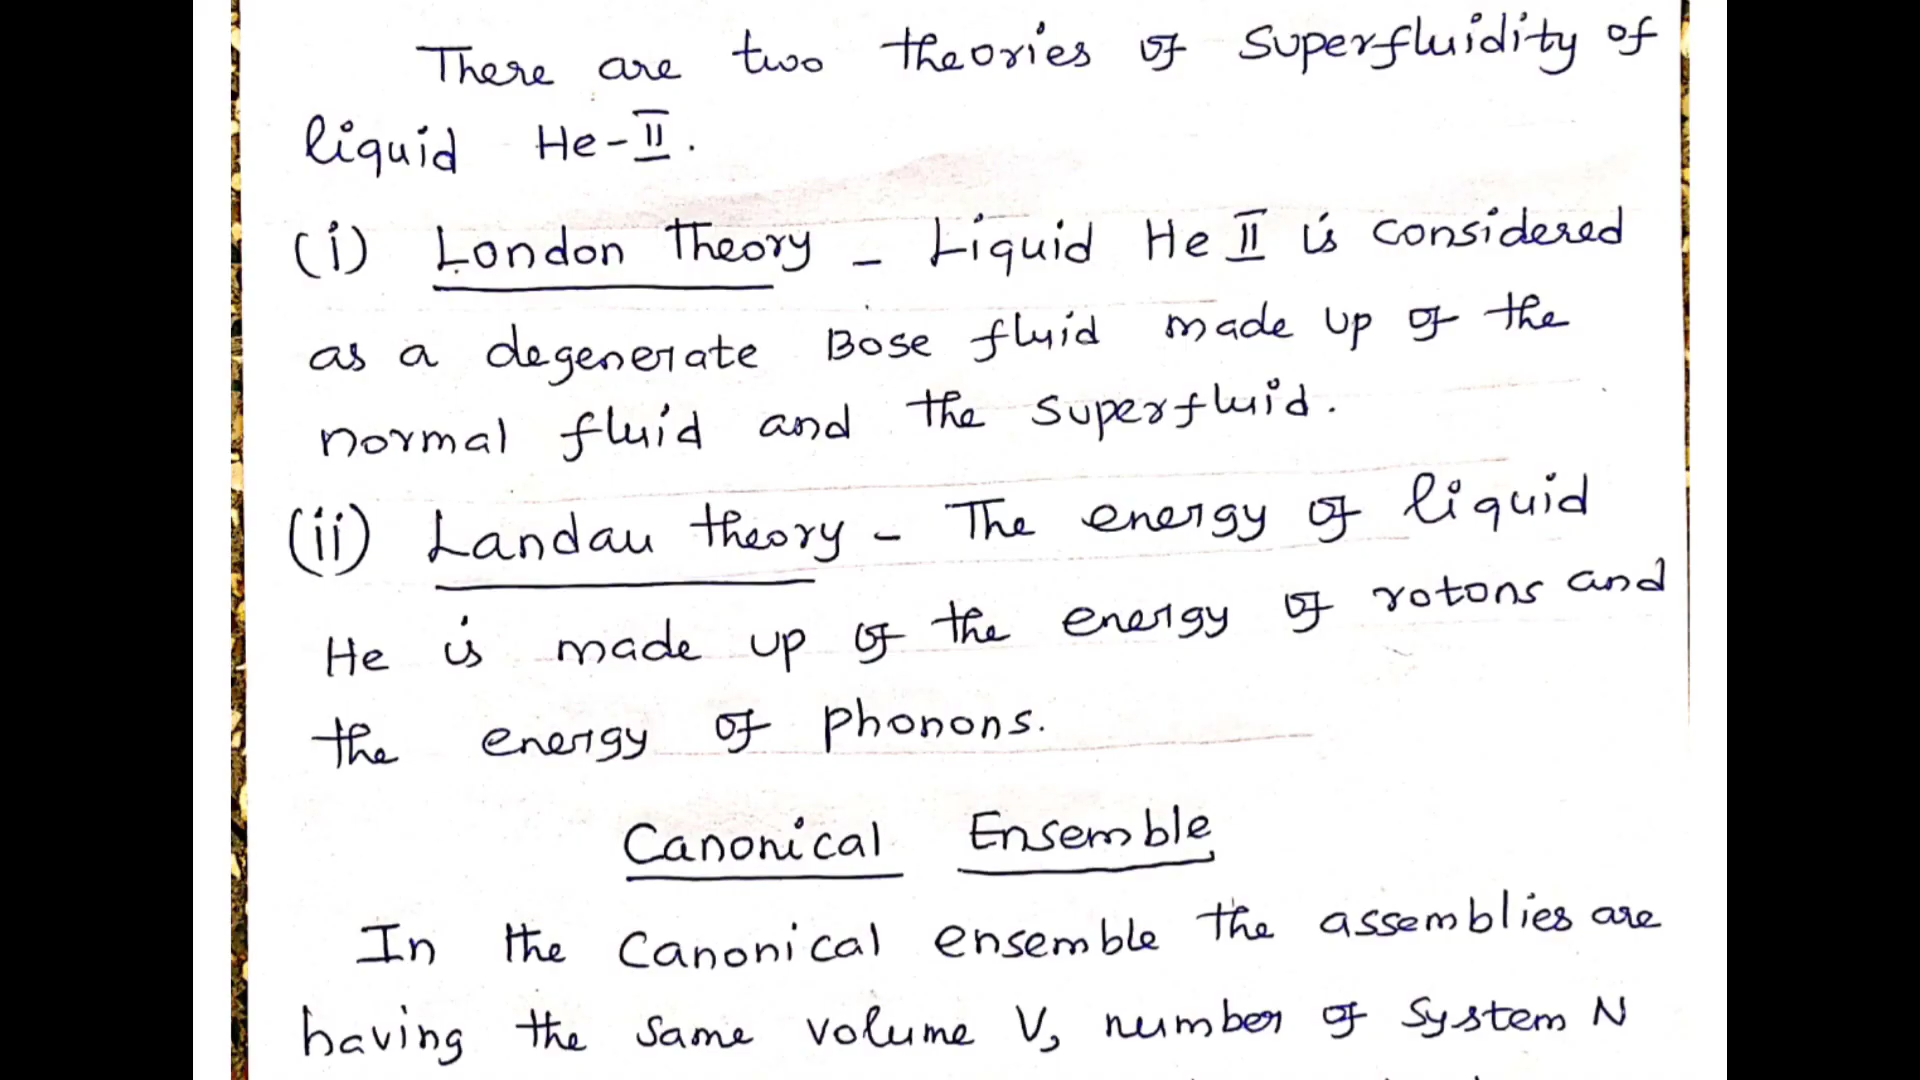 There are two theories of Superfluidity of
liquid He-II.
(i) London Theory - Liquid He II is considered
as a degenerate Bose fluid made up of the
normal fluid and the superfluid.
(ii) Landau theory - The energy of liquid
He is made up of the energy of rotons and
the energy of phonons.
Canonical Ensemble
In the Canonical ensemble the assemblies are
having the same volume V, number of System N